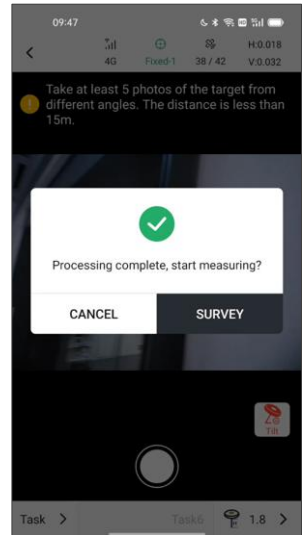 09:47
4G
Fixed-1
38 / 42
H:0.018
V:0.032
Take at least 5 photos of the target from
different angles. The distance is less than
15m.
Processing complete, start measuring?
CANCEL
SURVEY
Tilt
Task
Task6
1.8